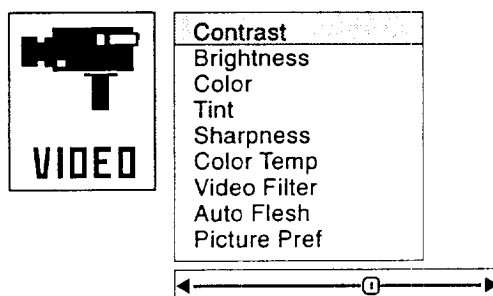 VIDEO
Contrast
Brightness
Color
Tint
Sharpness
Color Temp
Video Filter
Auto Flesh
Picture Pref